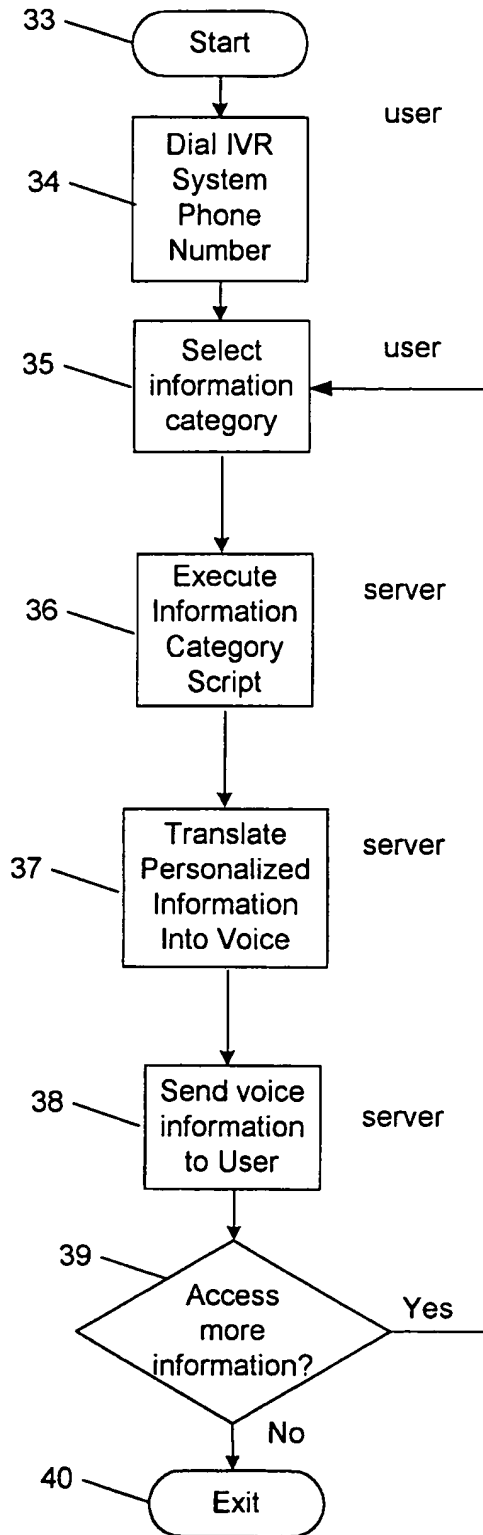 33
Start
user
34
Dial IVR
System
Phone
Number
user
35
Select
information
category
server
36
Execute
Information
Category
Script
server
37
Translate
Personalized
Information
Into Voice
server
38
Send voice
information
to User
39
Access
more
information?
Yes
No
40
Exit